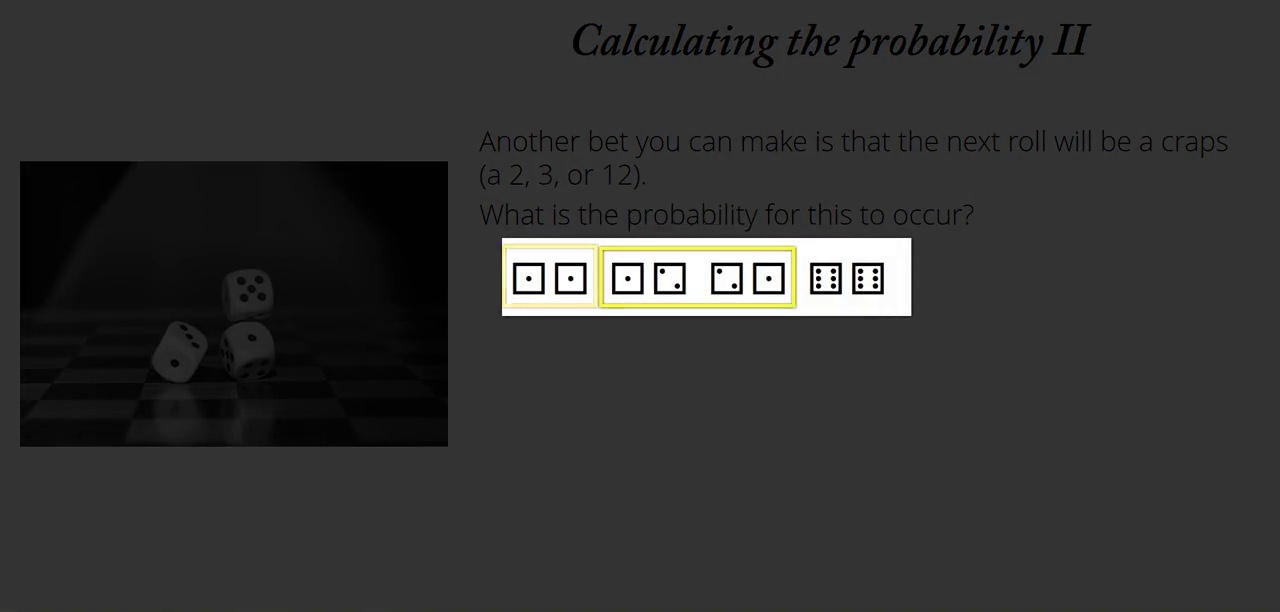 Calculating the probability II
Another bet you can make is that the next roll will be a craps
(a 2, 3, or 12).
What is the probability for this to occur?